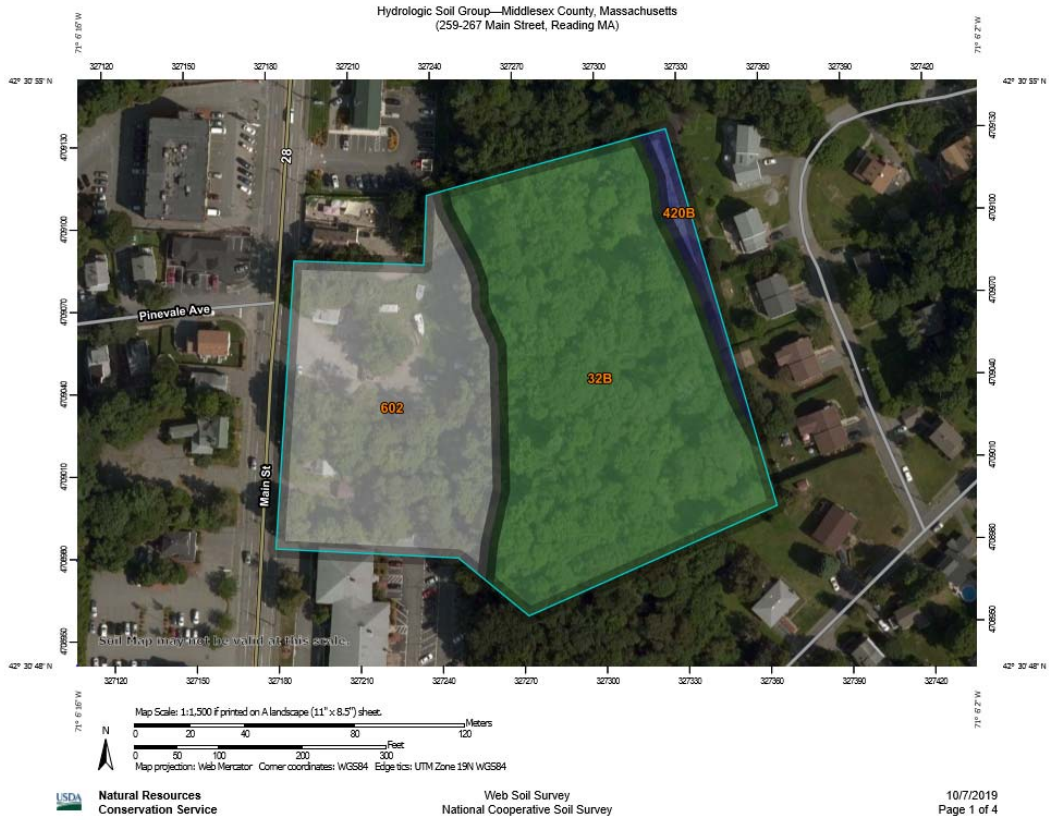 Hydrologic Soil Group—Middlesex County, Massachusetts
(259-267 Main Street, Reading MA)
71° 6' 16'' W
71° 6' 2'' W
327120 327150 327180 327210 327240 327270 327300 327330 327360 327390 327420
42° 30' 55'' N
42° 30' 55'' N
4709130
4709130
28
420B
4709100
4709100
4709070
4709070
Pinevale Ave
4709040
4709040
32B
602
4709010
4709010
Main St
4708980
4708980
4708950
4708950
Soil Map may not be valid at this scale.
42° 30' 48'' N
42° 30' 48'' N
327120 327150 327180 327210 327240 327270 327300 327330 327360 327390 327420
71° 6' 16'' W
71° 6' 2'' W
Map Scale: 1:1,500 if printed on A landscape (11" x 8.5") sheet.
Meters
N 0 20 40 80 120
Feet
0 50 100 200 300
Map projection: Web Mercator Corner coordinates: WGS84 Edge tics: UTM Zone 19N WGS84
USDA Natural Resources Web Soil Survey 10/7/2019
Conservation Service National Cooperative Soil Survey Page 1 of 4